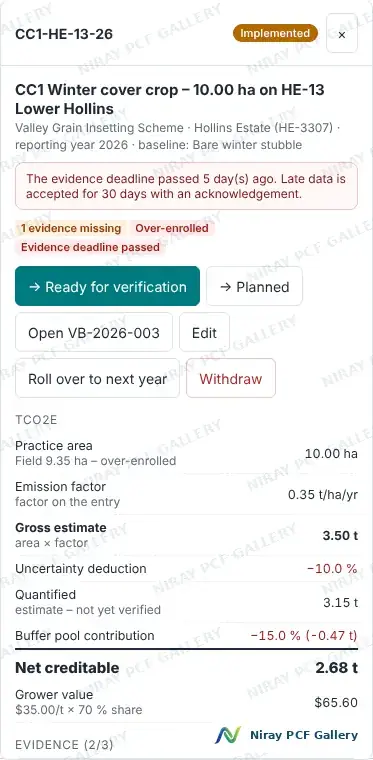 CC1-HE-13-26
Implemented
×
CC1 Winter cover crop – 10.00 ha on HE-13
Lower Hollins
Valley Grain Insetting Scheme · Hollins Estate (HE-3307) ·
reporting year 2026 · baseline: Bare winter stubble
The evidence deadline passed 5 day(s) ago. Late data is
accepted for 30 days with an acknowledgement.
1 evidence missing Over-enrolled
Evidence deadline passed
→ Ready for verification → Planned
Open VB-2026-003 Edit
Roll over to next year Withdraw
TCO2E
Practice area
Field 9.35 ha – over-enrolled
10.00 ha
Emission factor
factor on the entry
0.35 t/ha/yr
Gross estimate
area × factor
3.50 t
Uncertainty deduction −10.0 %
Quantified
estimate – not yet verified
3.15 t
Buffer pool contribution −15.0 % (−0.47 t)
Net creditable 2.68 t
Grower value
$35.00/t × 70 % share
$65.60
EVIDENCE (2/3)
Niray PCF Gallery
NIRAY PCF GALLERY